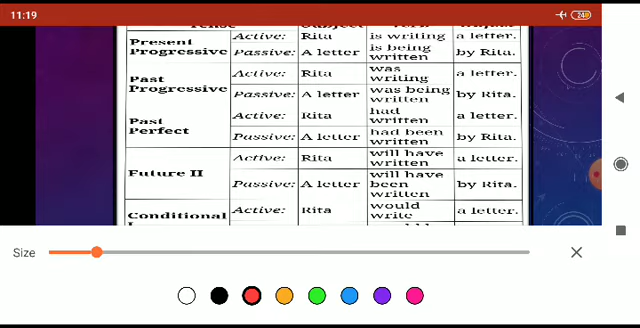 11:19
24
Present Progressive Active: Rita is writing a letter.
Passive: A letter is being written by Rita.
Past Progressive Active: Rita was writing a letter.
Passive: A letter was being written by Rita.
Past Perfect Active: Rita had written a letter.
Passive: A letter had been written by Rita.
Future II Active: Rita will have written a letter.
Passive: A letter will have been written by Rita.
Conditional I Active: Rita would write a letter.
Size